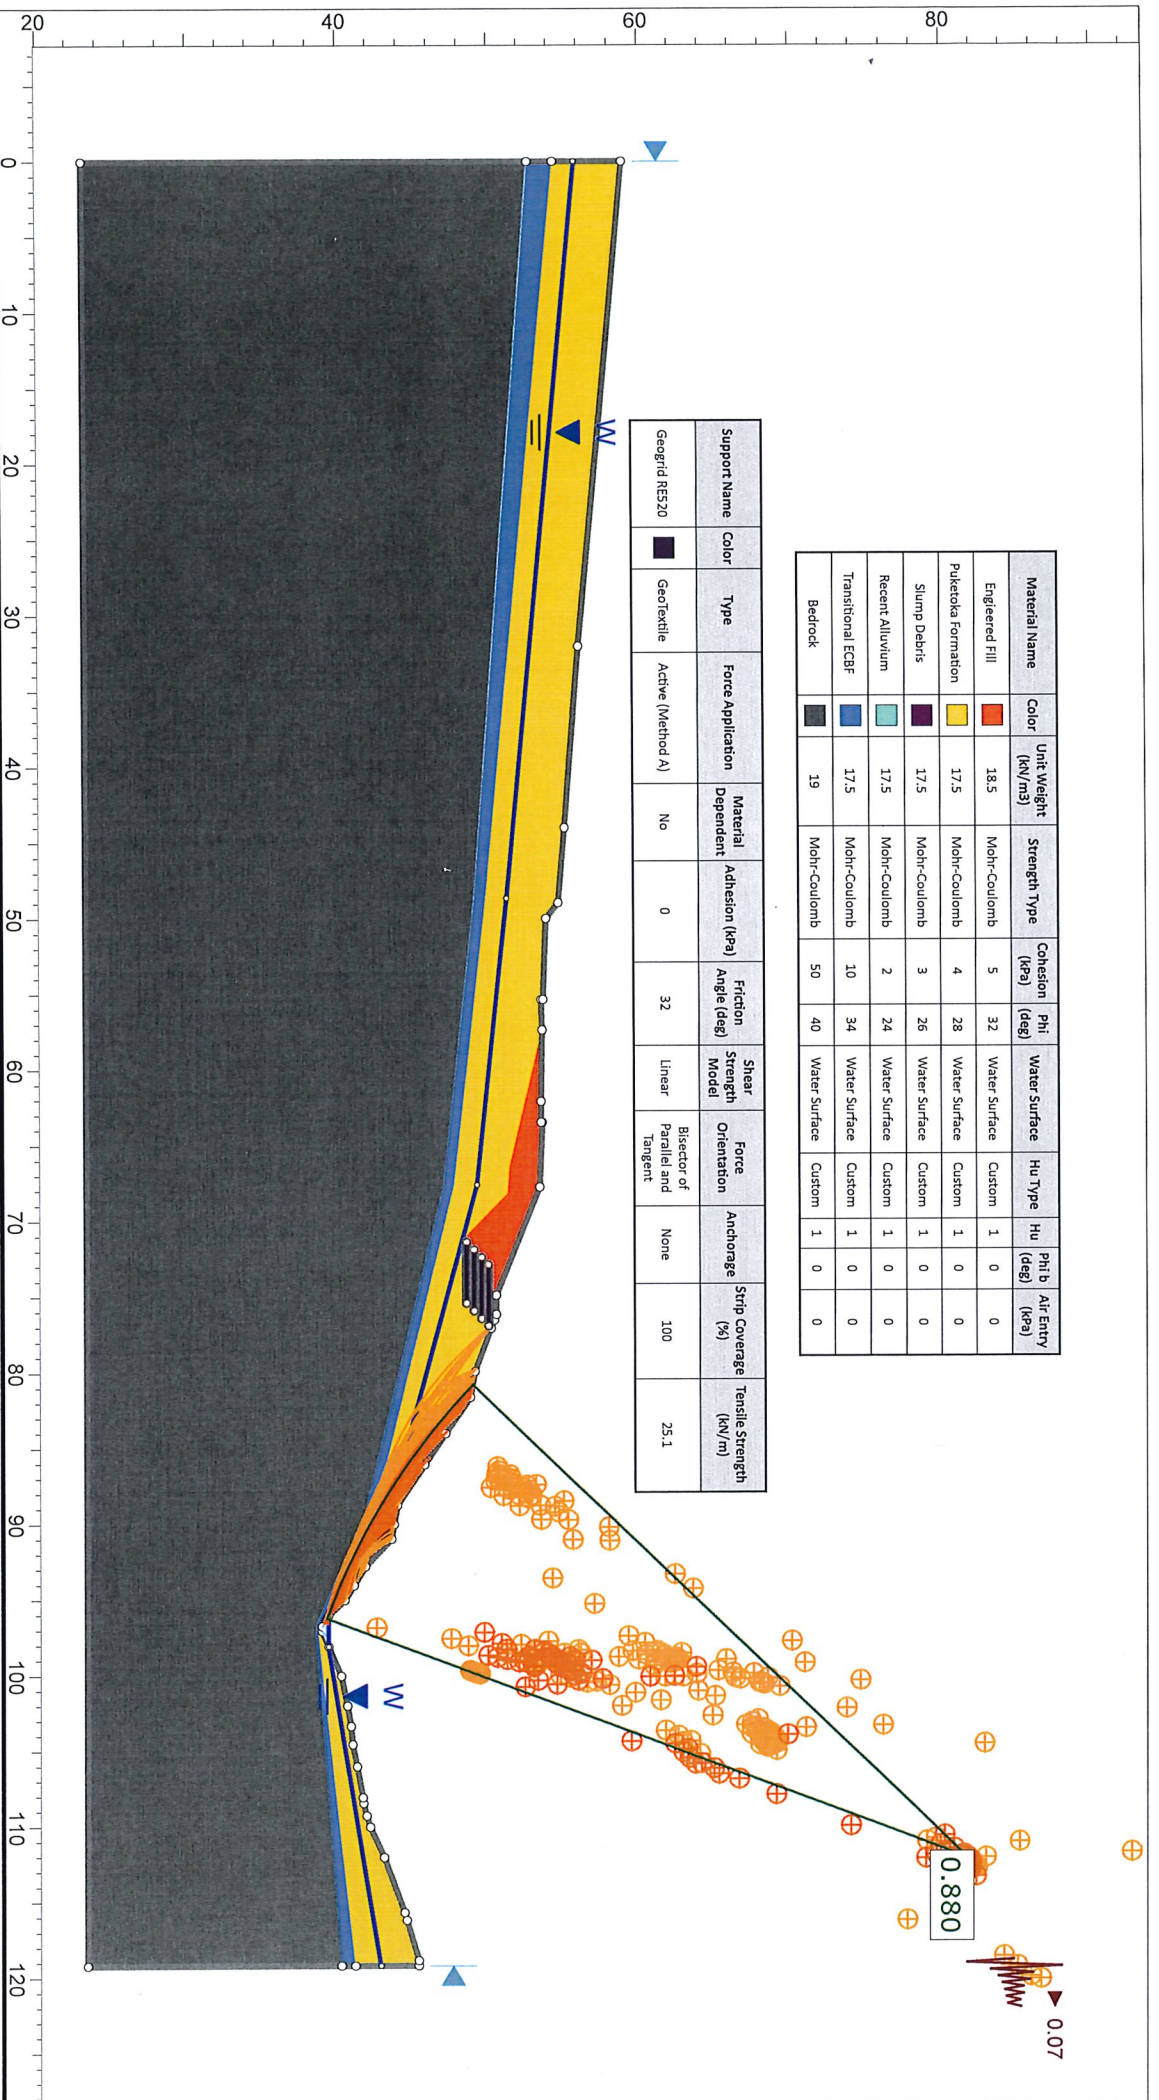 80
60
40
20
Material Name Color Unit Weight (kN/m3) Strength Type Cohesion (kPa) Phi (deg) Water Surface Hu Type Hu Phi b (deg) Air Entry (kPa)
Engieered Fill 18.5 Mohr-Coulomb 5 32 Water Surface Custom 1 0 0
Puketoka Formation 17.5 Mohr-Coulomb 4 28 Water Surface Custom 1 0 0
Slump Debris 17.5 Mohr-Coulomb 3 26 Water Surface Custom 1 0 0
Recent Alluvium 17.5 Mohr-Coulomb 2 24 Water Surface Custom 1 0 0
Transitional ECBF 17.5 Mohr-Coulomb 10 34 Water Surface Custom 1 0 0
Bedrock 19 Mohr-Coulomb 50 40 Water Surface Custom 1 0 0
Support Name Color Type Force Application Material Dependent Adhesion (kPa) Friction Angle (deg) Shear Strength Model Force Orientation Anchorage Strip Coverage (%) Tensile Strength (kN/m)
Geogrid RE520 GeoTextile Active (Method A) No 0 32 Linear Bisector of Parallel and Tangent None 100 25.1
0.07
0.880
W
W
0 10 20 30 40 50 60 70 80 90 100 110 120